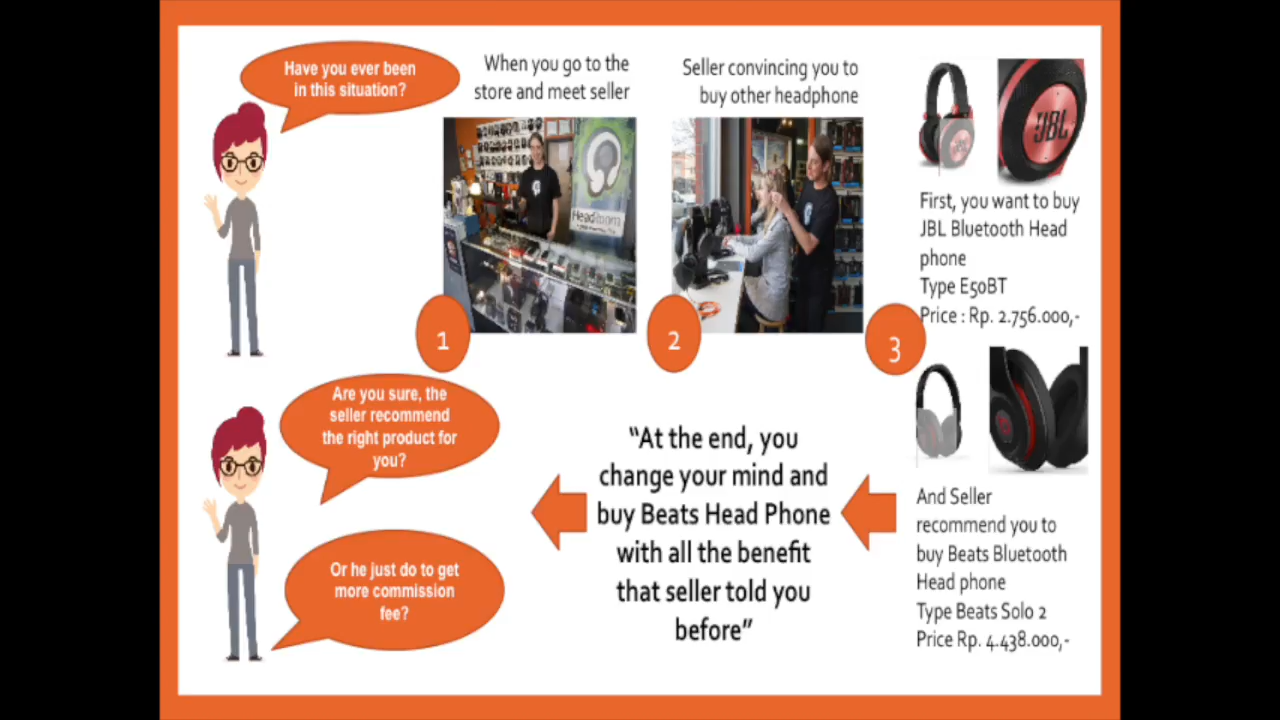 Have you ever been
in this situation?
When you go to the
store and meet seller
Seller convincing you to
buy other headphone
HeadRoom
JBL
First, you want to buy
JBL Bluetooth Head
phone
Type E50BT
Price : Rp. 2.756.000,-
1
2
3
Are you sure, the
seller recommend
the right product for
you?
"At the end, you
change your mind and
buy Beats Head Phone
with all the benefit
that seller told you
before"
And Seller
recommend you to
buy Beats Bluetooth
Head phone
Type Beats Solo 2
Price Rp. 4.438.000,-
Or he just do to get
more commission
fee?